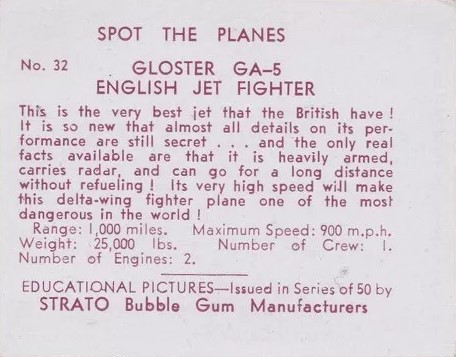 SPOT THE PLANES
No. 32 GLOSTER GA-5
ENGLISH JET FIGHTER
This is the very best jet that the British have!
It is so new that almost all details on its per-
formance are still secret . . . and the only real
facts available are that it is heavily armed,
carries radar, and can go for a long distance
without refueling! Its very high speed will make
this delta-wing fighter plane one of the most
dangerous in the world!
Range: 1,000 miles. Maximum Speed: 900 m.p.h.
Weight: 25,000 lbs. Number of Crew: 1.
Number of Engines: 2.
EDUCATIONAL PICTURES—Issued in Series of 50 by
STRATO Bubble Gum Manufacturers